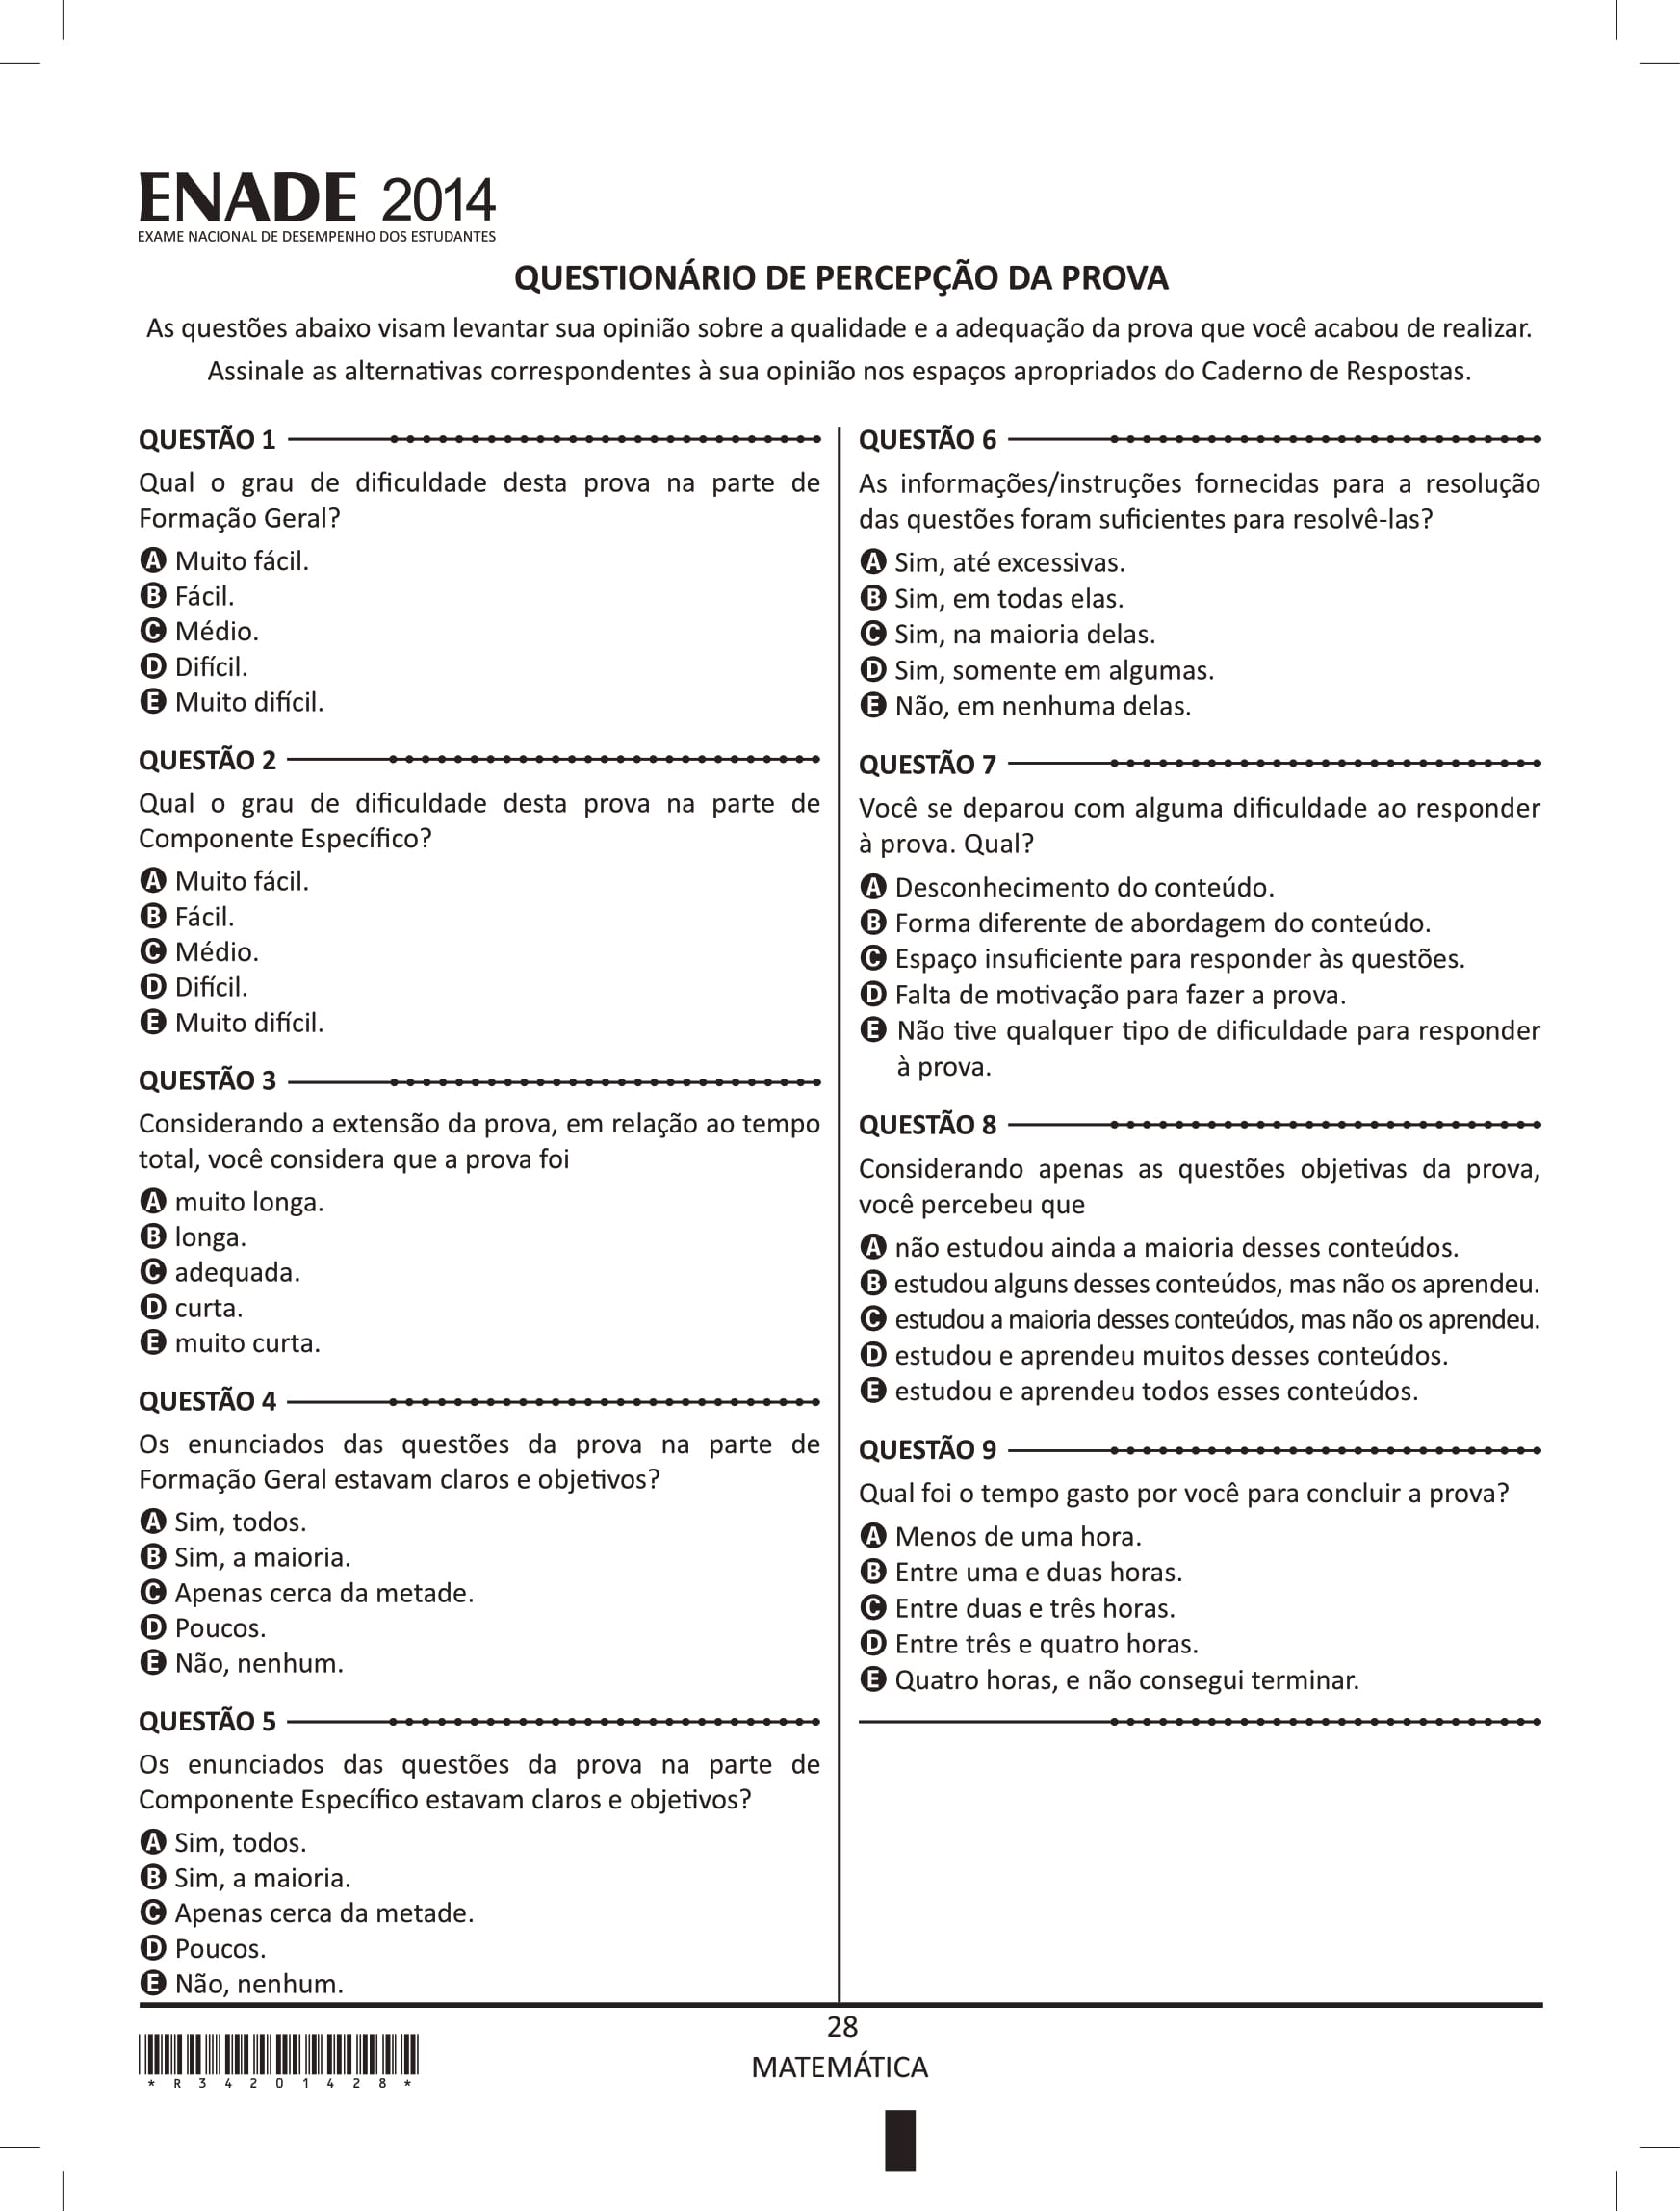 ENADE 2014
EXAME NACIONAL DE DESEMPENHO DOS ESTUDANTES
QUESTIONÁRIO DE PERCEPÇÃO DA PROVA
As questões abaixo visam levantar sua opinião sobre a qualidade e a adequação da prova que você acabou de realizar.
Assinale as alternativas correspondentes à sua opinião nos espaços apropriados do Caderno de Respostas.
QUESTÃO 1
Qual o grau de dificuldade desta prova na parte de
Formação Geral?
A Muito fácil.
B Fácil.
C Médio.
D Difícil.
E Muito difícil.
QUESTÃO 2
Qual o grau de dificuldade desta prova na parte de
Componente Específico?
A Muito fácil.
B Fácil.
C Médio.
D Difícil.
E Muito difícil.
QUESTÃO 3
Considerando a extensão da prova, em relação ao tempo
total, você considera que a prova foi
A muito longa.
B longa.
C adequada.
D curta.
E muito curta.
QUESTÃO 4
Os enunciados das questões da prova na parte de
Formação Geral estavam claros e objetivos?
A Sim, todos.
B Sim, a maioria.
C Apenas cerca da metade.
D Poucos.
E Não, nenhum.
QUESTÃO 5
Os enunciados das questões da prova na parte de
Componente Específico estavam claros e objetivos?
A Sim, todos.
B Sim, a maioria.
C Apenas cerca da metade.
D Poucos.
E Não, nenhum.
QUESTÃO 6
As informações/instruções fornecidas para a resolução
das questões foram suficientes para resolvê-las?
A Sim, até excessivas.
B Sim, em todas elas.
C Sim, na maioria delas.
D Sim, somente em algumas.
E Não, em nenhuma delas.
QUESTÃO 7
Você se deparou com alguma dificuldade ao responder
à prova. Qual?
A Desconhecimento do conteúdo.
B Forma diferente de abordagem do conteúdo.
C Espaço insuficiente para responder às questões.
D Falta de motivação para fazer a prova.
E Não tive qualquer tipo de dificuldade para responder
à prova.
QUESTÃO 8
Considerando apenas as questões objetivas da prova,
você percebeu que
A não estudou ainda a maioria desses conteúdos.
B estudou alguns desses conteúdos, mas não os aprendeu.
C estudou a maioria desses conteúdos, mas não os aprendeu.
D estudou e aprendeu muitos desses conteúdos.
E estudou e aprendeu todos esses conteúdos.
QUESTÃO 9
Qual foi o tempo gasto por você para concluir a prova?
A Menos de uma hora.
B Entre uma e duas horas.
C Entre duas e três horas.
D Entre três e quatro horas.
E Quatro horas, e não consegui terminar.
28
MATEMÁTICA
* R 3 4 2 0 1 4 2 8 *